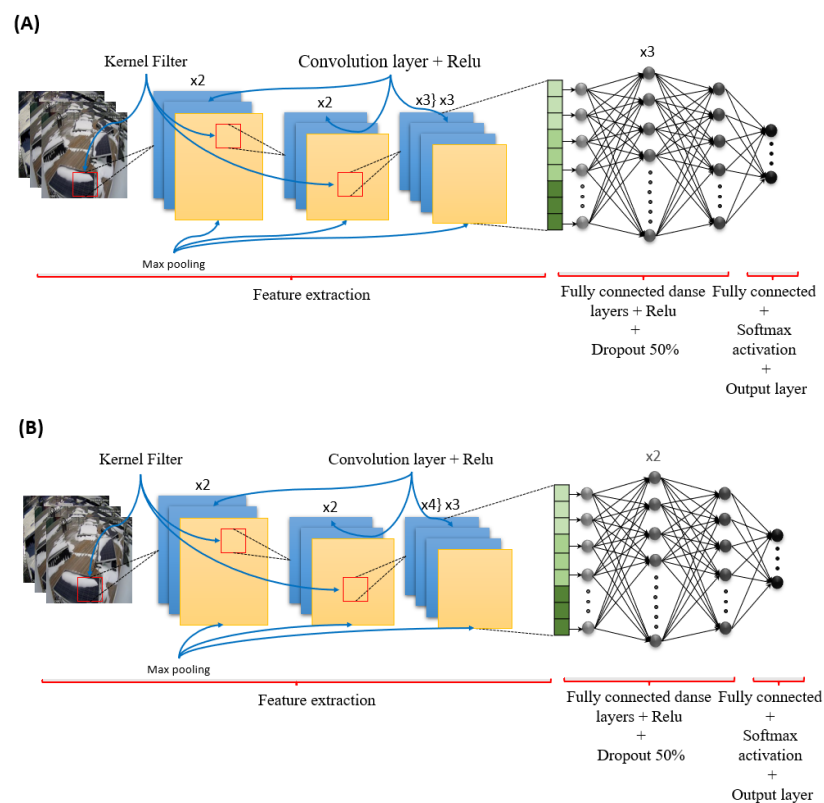 (A)
Kernel Filter
Convolution layer + Relu
x3
x2
x2
x3} x3
Max pooling
Feature extraction
Fully connected danse
layers + Relu
+
Dropout 50%
Fully connected
+
Softmax
activation
+
Output layer
(B)
Kernel Filter
Convolution layer + Relu
x2
x2
x2
x4} x3
Max pooling
Feature extraction
Fully connected danse
layers + Relu
+
Dropout 50%
Fully connected
+
Softmax
activation
+
Output layer